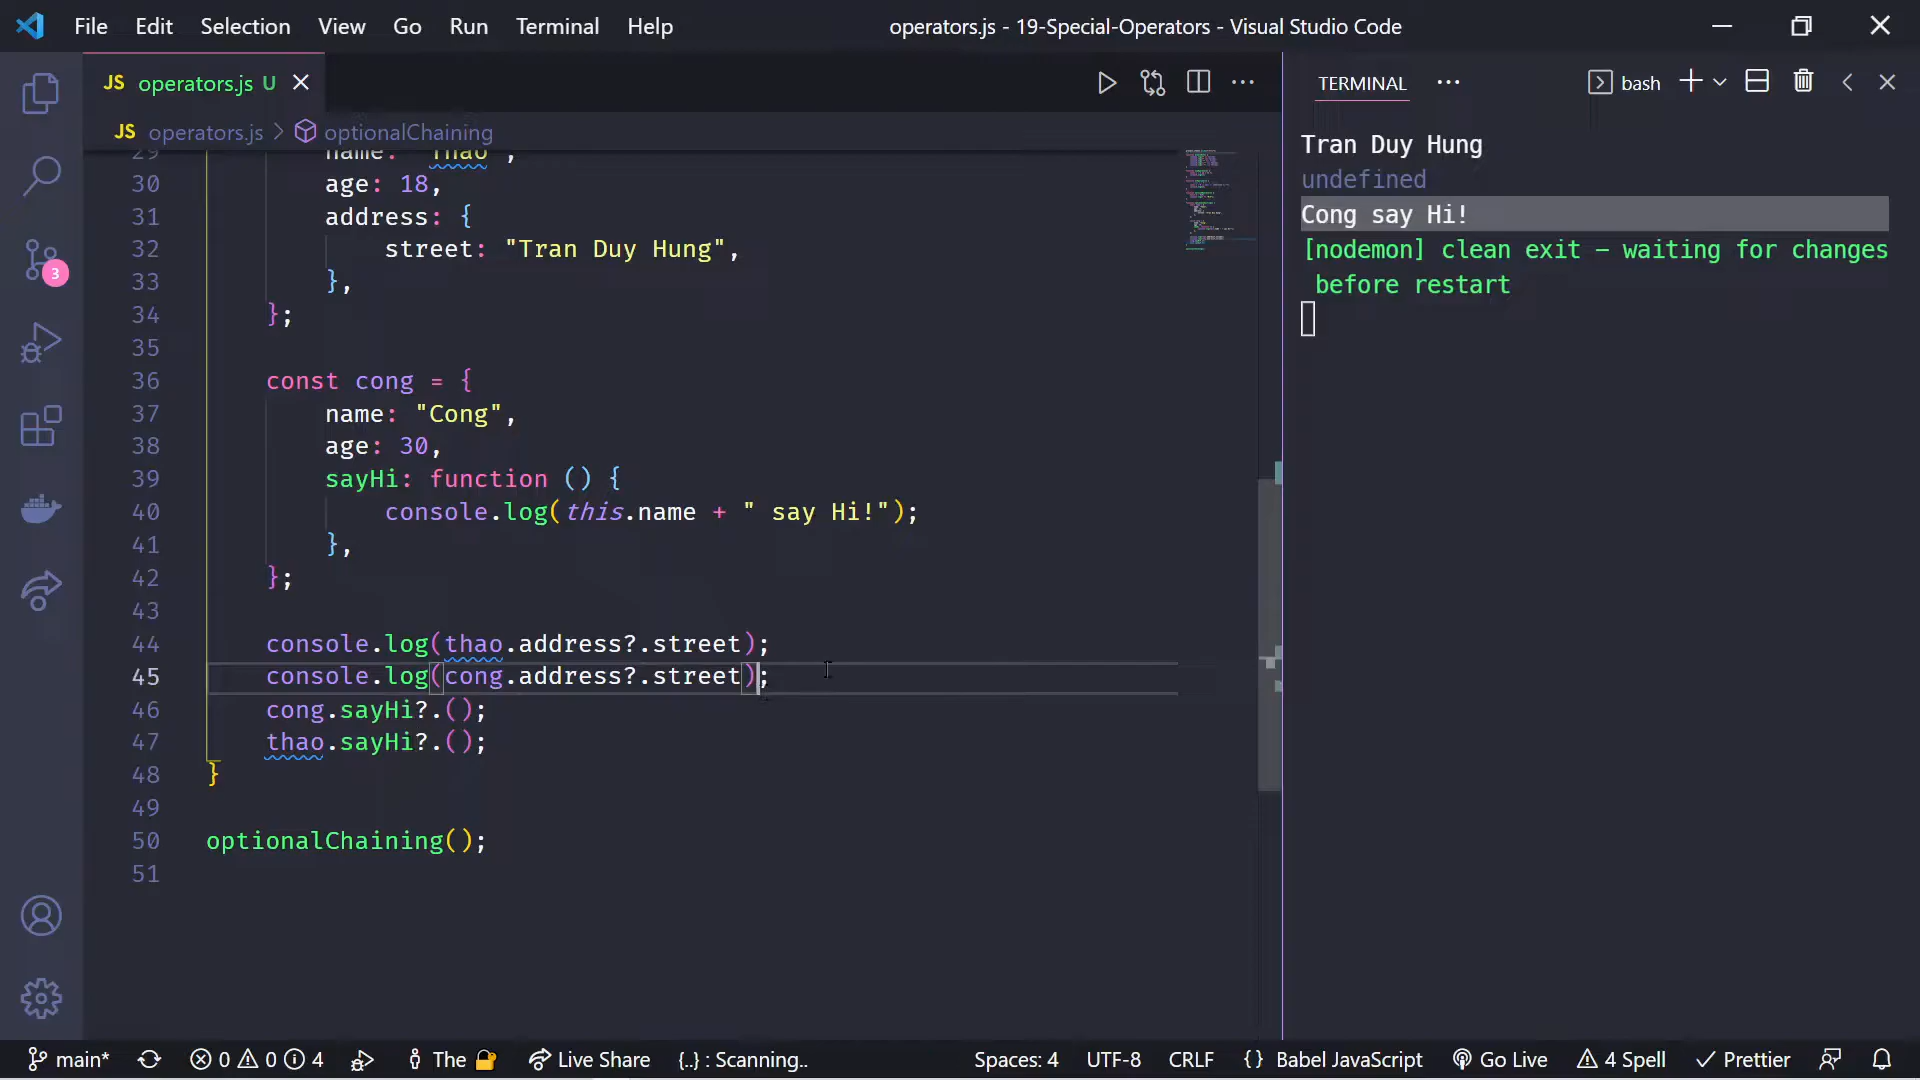 File Edit Selection View Go Run Terminal Help
operators.js - 19-Special-Operators - Visual Studio Code
JS operators.js U
JS operators.js > optionalChaining
29 name: "Thao",
30 age: 18,
31 address: {
32 street: "Tran Duy Hung",
33 },
34 };
35
36 const cong = {
37 name: "Cong",
38 age: 30,
39 sayHi: function () {
40 console.log(this.name + " say Hi!");
41 },
42 };
43
44 console.log(thao.address?.street);
45 console.log(cong.address?.street);
46 cong.sayHi?.();
47 thao.sayHi?.();
48 }
49
50 optionalChaining();
51
3
TERMINAL
bash
Tran Duy Hung
undefined
Cong say Hi!
[nodemon] clean exit – waiting for changes
before restart
main* 0 0 4 The Live Share {..} : Scanning.. Spaces: 4 UTF-8 CRLF {} Babel JavaScript Go Live 4 Spell Prettier